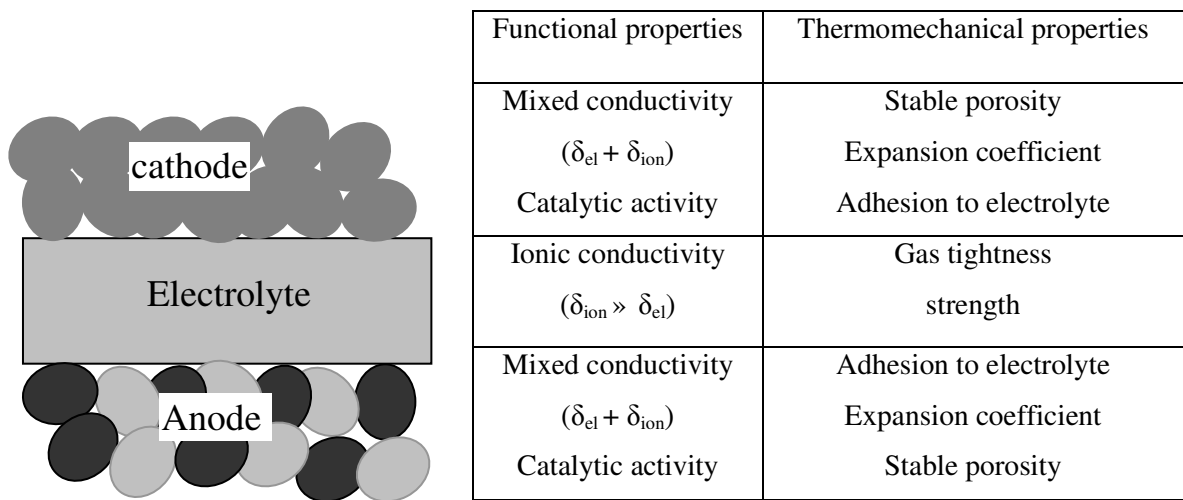 Functional properties
Thermomechanical properties
cathode
Mixed conductivity
(δel + δion)
Catalytic activity
Stable porosity
Expansion coefficient
Adhesion to electrolyte
Electrolyte
Ionic conductivity
(δion » δel)
Gas tightness
strength
Anode
Mixed conductivity
(δel + δion)
Catalytic activity
Adhesion to electrolyte
Expansion coefficient
Stable porosity